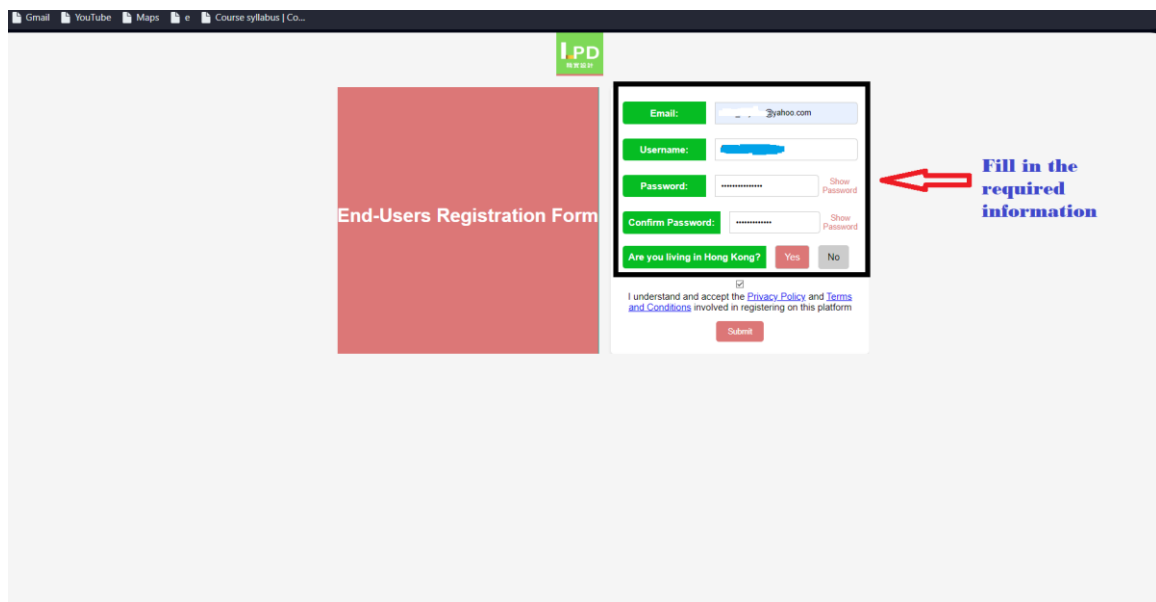 Gmail YouTube Maps e Course syllabus | Co...
LPD
End-Users Registration Form
Email: @yahoo.com
Username:
Password: Show Password
Confirm Password: Show Password
Are you living in Hong Kong? Yes No
I understand and accept the Privacy Policy and Terms
and Conditions involved in registering on this platform
Submit
Fill in the
required
information